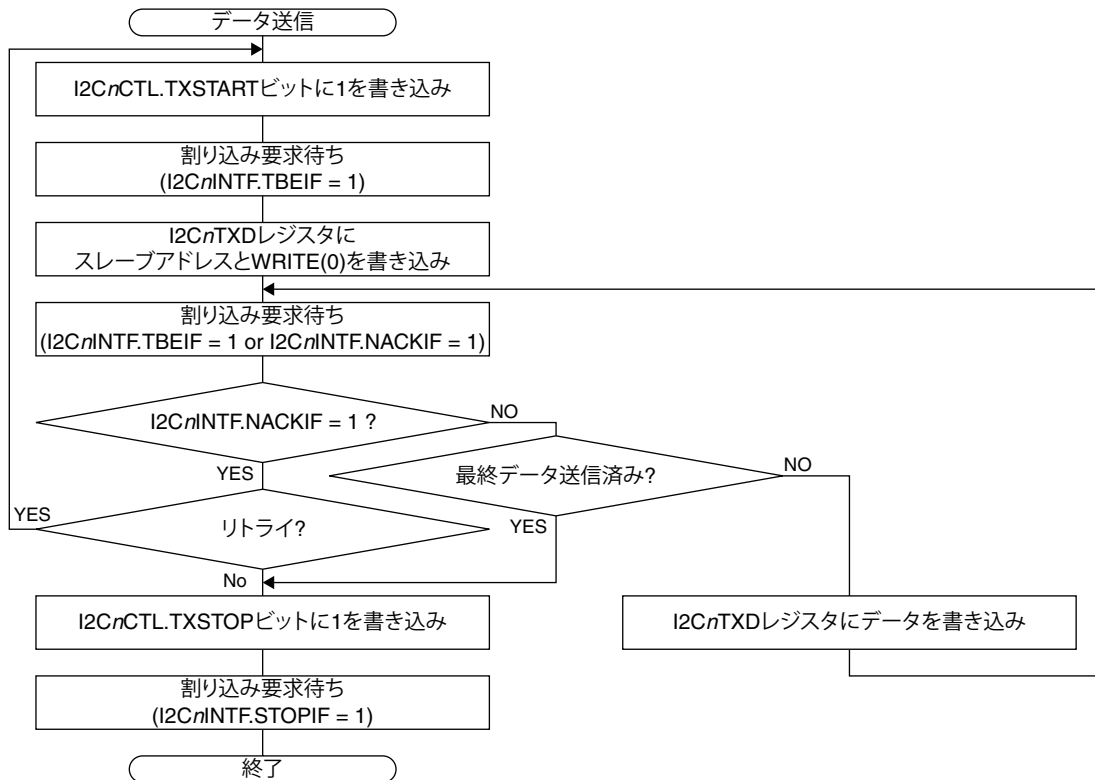 データ送信
I2CnCTL.TXSTARTビットに1を書き込み
割り込み要求待ち
(I2CnINTF.TBEIF = 1)
I2CnTXDレジスタに
スレーブアドレスとWRITE(0)を書き込み
割り込み要求待ち
(I2CnINTF.TBEIF = 1 or I2CnINTF.NACKIF = 1)
I2CnINTF.NACKIF = 1 ?
NO
YES
最終データ送信済み?
NO
YES
リトライ?
YES
No
I2CnCTL.TXSTOPビットに1を書き込み
I2CnTXDレジスタにデータを書き込み
割り込み要求待ち
(I2CnINTF.STOPIF = 1)
終了